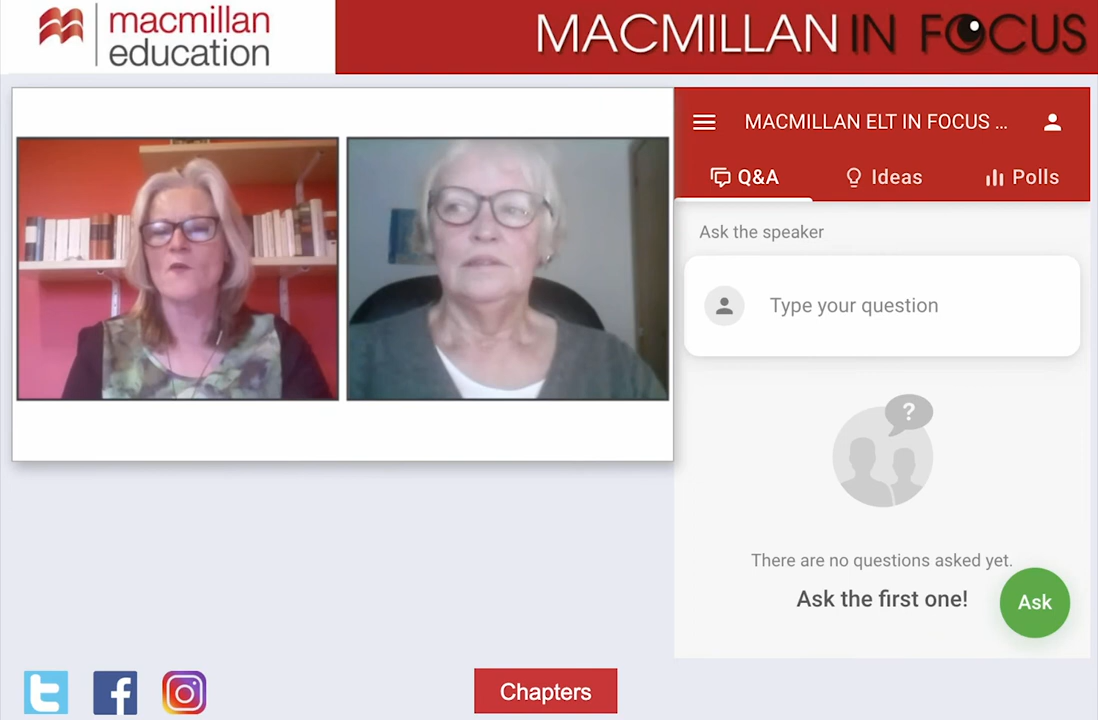 macmillan
education
MACMILLAN IN FOCUS
MACMILLAN ELT IN FOCUS ...
Q&A
Ideas
Polls
Ask the speaker
Type your question
?
There are no questions asked yet.
Ask the first one!
Ask
Chapters